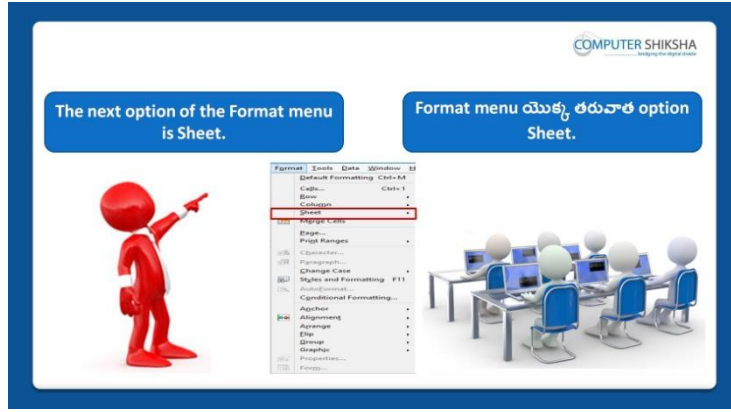 COMPUTER SHIKSHA
bridging the digital divide
The next option of the Format menu
is Sheet.
Format menu యొక్క తరువాత option
Sheet.
Format Tools Data Window H
Default Formatting Ctrl+M
Cells... Ctrl+1
Row
Column
Sheet
Merge Cells
Page...
Print Ranges
Character...
Paragraph...
Change Case
Styles and Formatting F11
AutoFormat...
Conditional Formatting...
Anchor
Alignment
Arrange
Flip
Group
Graphic
Properties...
Form...